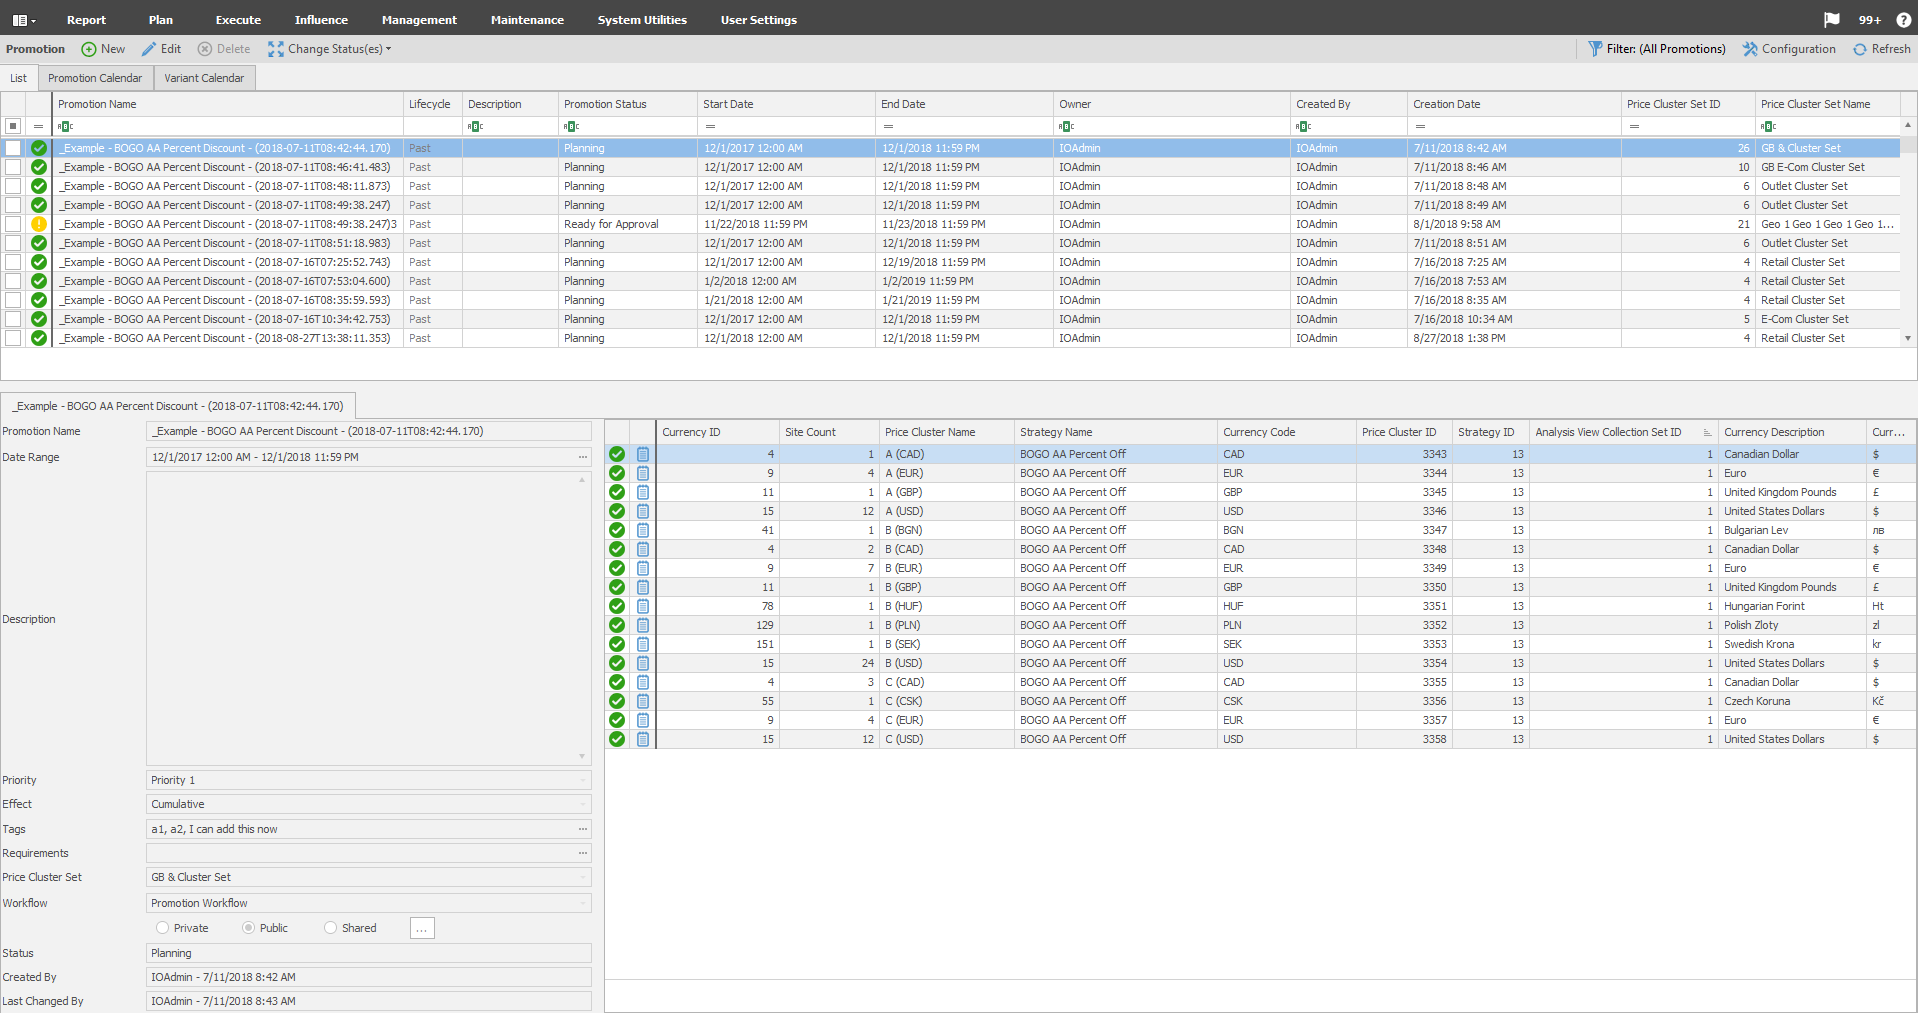 Report Plan Execute Influence Management Maintenance System Utilities User Settings 99+ ?
Promotion New Edit Delete Change Status(es) Filter: (All Promotions) Configuration Refresh
List Promotion Calendar Variant Calendar
Promotion Name Lifecycle Description Promotion Status Start Date End Date Owner Created By Creation Date Price Cluster Set ID Price Cluster Set Name
= ABC ABC ABC = = ABC ABC = = ABC
_Example - BOGO AA Percent Discount - (2018-07-11T08:42:44.170) Past Planning 12/1/2017 12:00 AM 12/1/2018 11:59 PM IOAdmin IOAdmin 7/11/2018 8:42 AM 26 GB & Cluster Set
_Example - BOGO AA Percent Discount - (2018-07-11T08:46:41.483) Past Planning 12/1/2017 12:00 AM 12/1/2018 11:59 PM IOAdmin IOAdmin 7/11/2018 8:46 AM 10 GB E-Com Cluster Set
_Example - BOGO AA Percent Discount - (2018-07-11T08:48:11.873) Past Planning 12/1/2017 12:00 AM 12/1/2018 11:59 PM IOAdmin IOAdmin 7/11/2018 8:48 AM 6 Outlet Cluster Set
_Example - BOGO AA Percent Discount - (2018-07-11T08:49:38.247) Past Planning 12/1/2017 12:00 AM 12/1/2018 11:59 PM IOAdmin IOAdmin 7/11/2018 8:49 AM 6 Outlet Cluster Set
_Example - BOGO AA Percent Discount - (2018-07-11T08:49:38.247)3 Past Ready for Approval 11/22/2018 11:59 PM 11/23/2018 11:59 PM IOAdmin IOAdmin 8/1/2018 9:58 AM 21 Geo 1 Geo 1 Geo 1 Geo 1...
_Example - BOGO AA Percent Discount - (2018-07-11T08:51:18.983) Past Planning 12/1/2017 12:00 AM 12/1/2018 11:59 PM IOAdmin IOAdmin 7/11/2018 8:51 AM 6 Outlet Cluster Set
_Example - BOGO AA Percent Discount - (2018-07-16T07:25:52.743) Past Planning 12/1/2017 12:00 AM 12/19/2018 11:59 PM IOAdmin IOAdmin 7/16/2018 7:25 AM 4 Retail Cluster Set
_Example - BOGO AA Percent Discount - (2018-07-16T07:53:04.600) Past Planning 1/2/2018 12:00 AM 1/2/2019 11:59 PM IOAdmin IOAdmin 7/16/2018 7:53 AM 4 Retail Cluster Set
_Example - BOGO AA Percent Discount - (2018-07-16T08:35:59.593) Past Planning 1/21/2018 12:00 AM 1/21/2019 11:59 PM IOAdmin IOAdmin 7/16/2018 8:35 AM 4 Retail Cluster Set
_Example - BOGO AA Percent Discount - (2018-07-16T10:34:42.753) Past Planning 12/1/2017 12:00 AM 12/1/2018 11:59 PM IOAdmin IOAdmin 7/16/2018 10:34 AM 5 E-Com Cluster Set
_Example - BOGO AA Percent Discount - (2018-08-27T13:38:11.353) Past Planning 12/1/2017 12:00 AM 12/1/2018 11:59 PM IOAdmin IOAdmin 8/27/2018 1:38 PM 4 Retail Cluster Set
_Example - BOGO AA Percent Discount - (2018-07-11T08:42:44.170)
Promotion Name _Example - BOGO AA Percent Discount - (2018-07-11T08:42:44.170)
Date Range 12/1/2017 12:00 AM - 12/1/2018 11:59 PM ...
Description
Priority Priority 1
Effect Cumulative
Tags a1, a2, I can add this now ...
Requirements ...
Price Cluster Set GB & Cluster Set
Workflow Promotion Workflow
Private Public Shared ...
Status Planning
Created By IOAdmin - 7/11/2018 8:42 AM
Last Changed By IOAdmin - 7/11/2018 8:43 AM
Currency ID Site Count Price Cluster Name Strategy Name Currency Code Price Cluster ID Strategy ID Analysis View Collection Set ID Currency Description Curr...
4 1 A (CAD) BOGO AA Percent Off CAD 3343 13 1 Canadian Dollar $
9 4 A (EUR) BOGO AA Percent Off EUR 3344 13 1 Euro €
11 1 A (GBP) BOGO AA Percent Off GBP 3345 13 1 United Kingdom Pounds £
15 12 A (USD) BOGO AA Percent Off USD 3346 13 1 United States Dollars $
41 1 B (BGN) BOGO AA Percent Off BGN 3347 13 1 Bulgarian Lev лв
4 2 B (CAD) BOGO AA Percent Off CAD 3348 13 1 Canadian Dollar $
9 7 B (EUR) BOGO AA Percent Off EUR 3349 13 1 Euro €
11 1 B (GBP) BOGO AA Percent Off GBP 3350 13 1 United Kingdom Pounds £
78 1 B (HUF) BOGO AA Percent Off HUF 3351 13 1 Hungarian Forint Ht
129 1 B (PLN) BOGO AA Percent Off PLN 3352 13 1 Polish Zloty zl
151 1 B (SEK) BOGO AA Percent Off SEK 3353 13 1 Swedish Krona kr
15 24 B (USD) BOGO AA Percent Off USD 3354 13 1 United States Dollars $
4 3 C (CAD) BOGO AA Percent Off CAD 3355 13 1 Canadian Dollar $
55 1 C (CSK) BOGO AA Percent Off CSK 3356 13 1 Czech Koruna Kč
9 4 C (EUR) BOGO AA Percent Off EUR 3357 13 1 Euro €
15 12 C (USD) BOGO AA Percent Off USD 3358 13 1 United States Dollars $